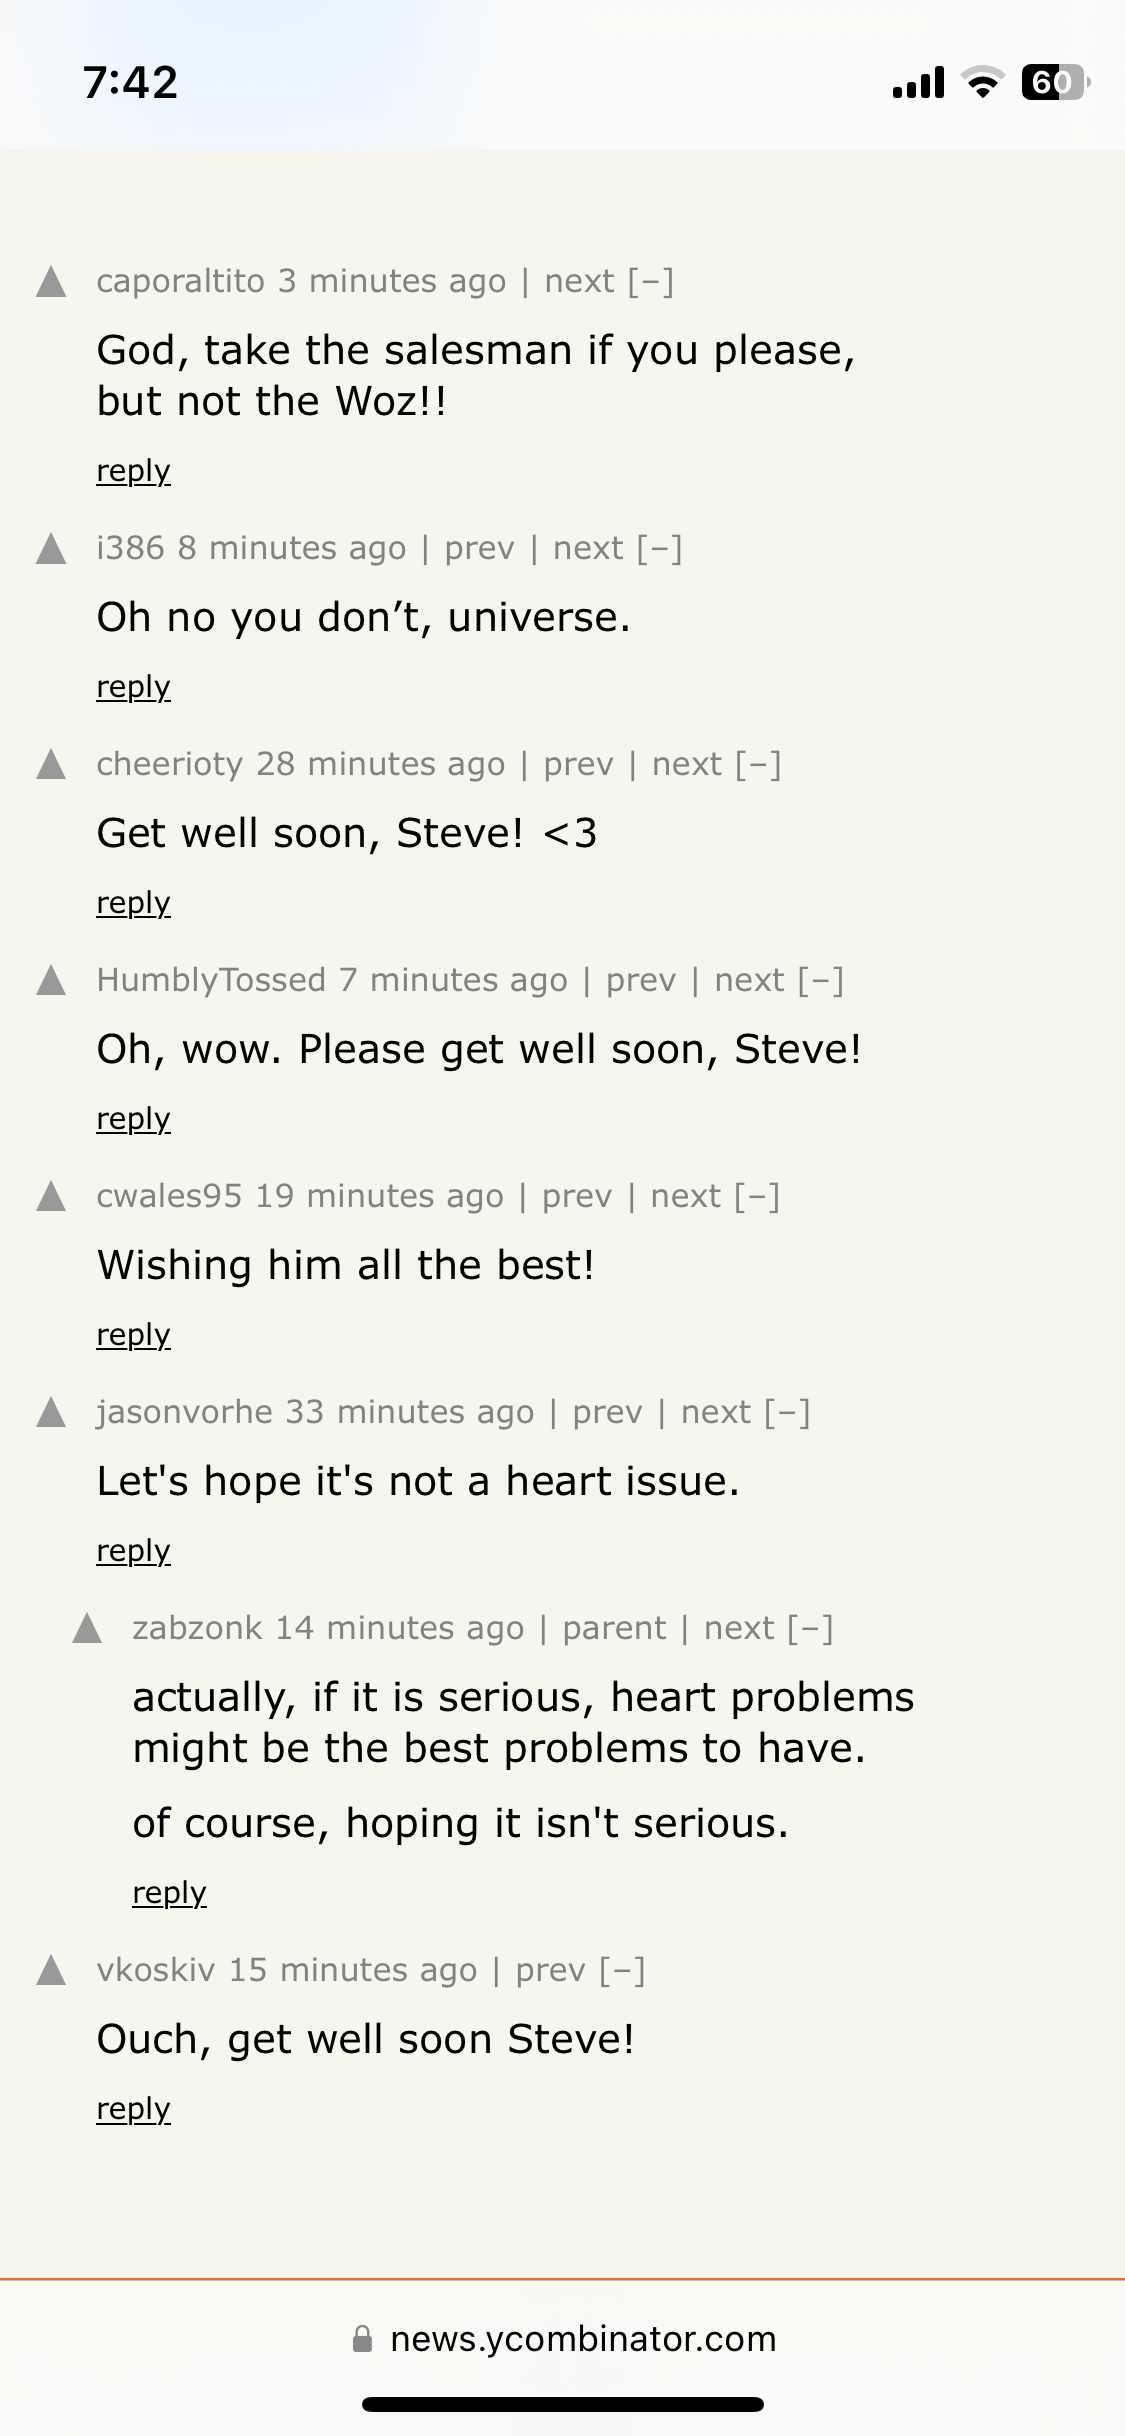 7:42
60
caporaltito 3 minutes ago | next [–]
God, take the salesman if you please,
but not the Woz!!
reply
i386 8 minutes ago | prev | next [–]
Oh no you don’t, universe.
reply
cheerioty 28 minutes ago | prev | next [–]
Get well soon, Steve! <3
reply
HumblyTossed 7 minutes ago | prev | next [–]
Oh, wow. Please get well soon, Steve!
reply
cwales95 19 minutes ago | prev | next [–]
Wishing him all the best!
reply
jasonvorhe 33 minutes ago | prev | next [–]
Let's hope it's not a heart issue.
reply
zabzonk 14 minutes ago | parent | next [–]
actually, if it is serious, heart problems
might be the best problems to have.
of course, hoping it isn't serious.
reply
vkoskiv 15 minutes ago | prev [–]
Ouch, get well soon Steve!
reply
news.ycombinator.com